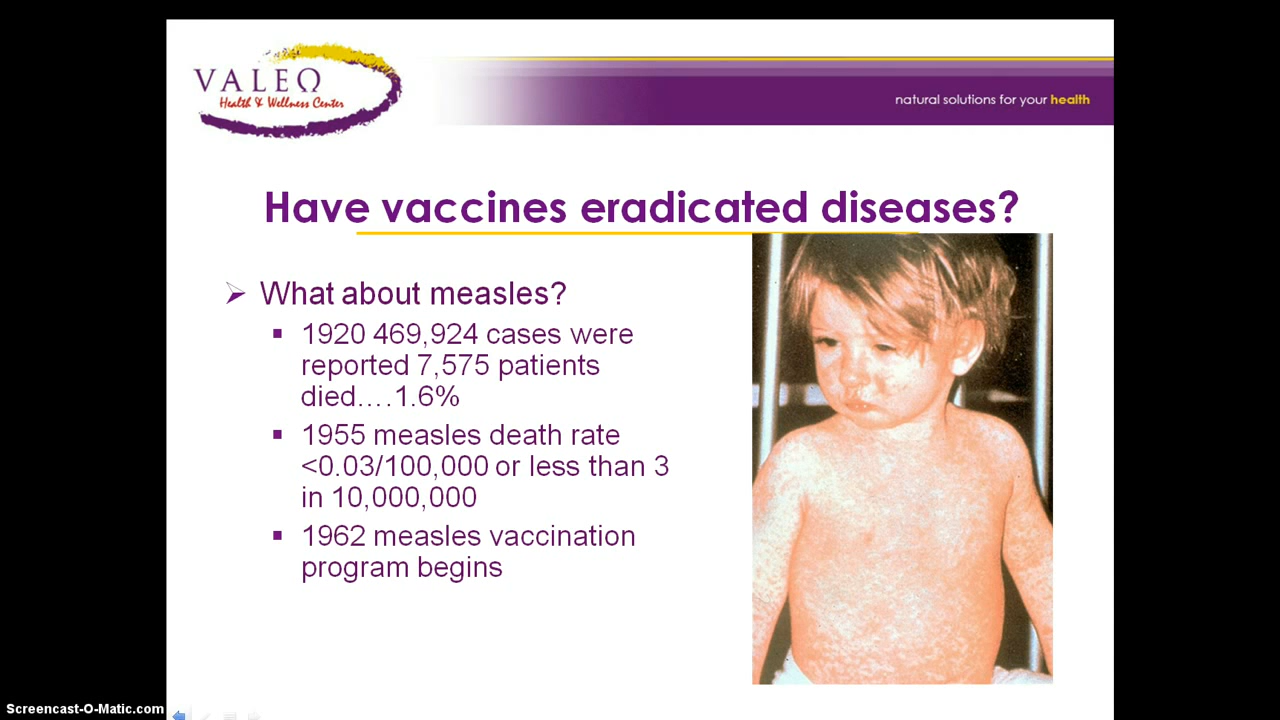 VALEO
Health & Wellness Center
natural solutions for your health
Have vaccines eradicated diseases?
What about measles?
1920 469,924 cases were
reported 7,575 patients
died....1.6%
1955 measles death rate
<0.03/100,000 or less than 3
in 10,000,000
1962 measles vaccination
program begins
Screencast-O-Matic.com